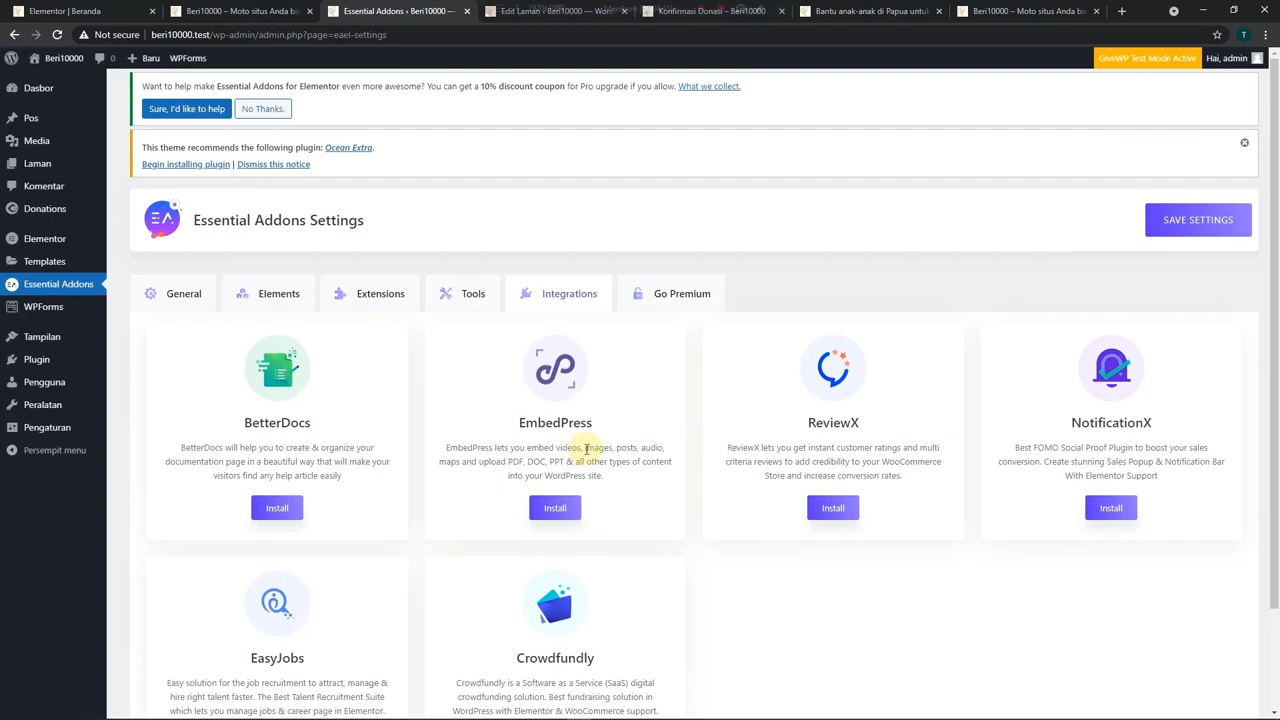 Elementor | Beranda
Beri10000 – Moto situs Anda bis
Essential Addons ‹ Beri10000 —
Edit Laman ‹ Beri10000 — Word
Konfirmasi Donasi – Beri10000
Bantu anak-anak di Papua untuk
Beri10000 – Moto situs Anda bi
Not secure
beri10000.test/wp-admin/admin.php?page=eael-settings
T
Beri10000
0
Baru
WPForms
GiveWP Test Mode Active
Hai, admin
Dasbor
Pos
Media
Laman
Komentar
Donations
Elementor
Templates
Essential Addons
WPForms
Tampilan
Plugin
Pengguna
Peralatan
Pengaturan
Persempit menu
Want to help make Essential Addons for Elementor even more awesome? You can get a 10% discount coupon for Pro upgrade if you allow. What we collect.
Sure, I'd like to help
No Thanks.
This theme recommends the following plugin: Ocean Extra.
Begin installing plugin | Dismiss this notice
Essential Addons Settings
SAVE SETTINGS
General
Elements
Extensions
Tools
Integrations
Go Premium
BetterDocs
BetterDocs will help you to create & organize your
documentation page in a beautiful way that will make your
visitors find any help article easily
Install
EmbedPress
EmbedPress lets you embed videos, images, posts, audio,
maps and upload PDF, DOC, PPT & all other types of content
into your WordPress site.
Install
ReviewX
ReviewX lets you get instant customer ratings and multi
criteria reviews to add credibility to your WooCommerce
Store and increase conversion rates.
Install
NotificationX
Best FOMO Social Proof Plugin to boost your sales
conversion. Create stunning Sales Popup & Notification Bar
With Elementor Support
Install
EasyJobs
Easy solution for the job recruitment to attract, manage &
hire right talent faster. The Best Talent Recruitment Suite
which lets you manage jobs & career page in Elementor.
Crowdfundly
Crowdfundly is a Software as a Service (SaaS) digital
crowdfunding solution. Best fundraising solution in
WordPress with Elementor & WooCommerce support.